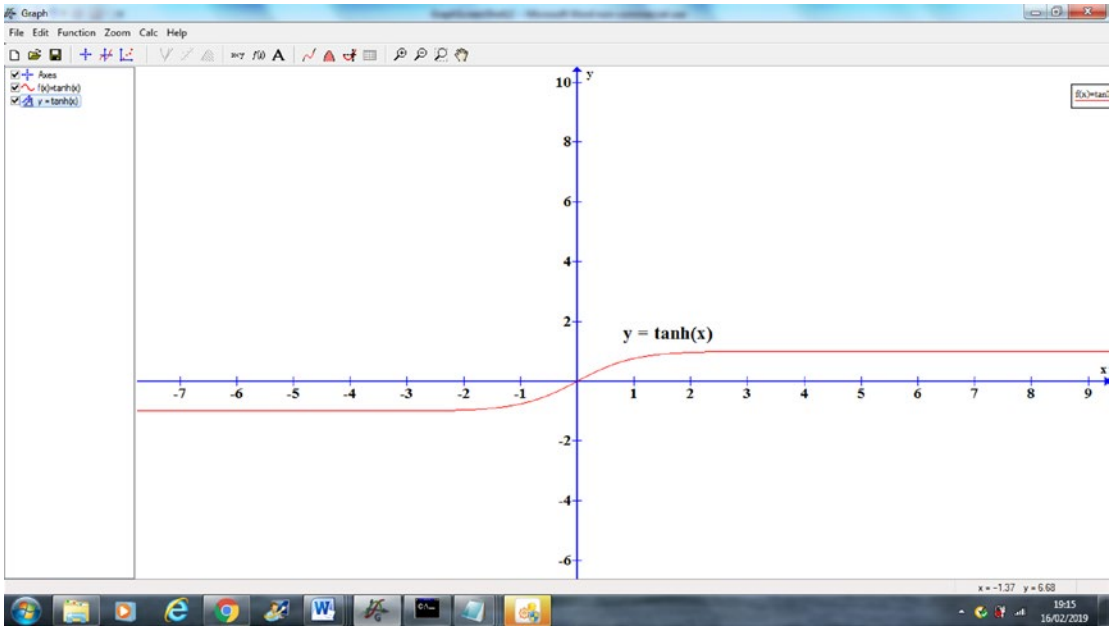 Graph
File Edit Function Zoom Calc Help
Axes
f(x)=tanh(x)
y = tanh(x)
10
y
8
6
4
2
y = tanh(x)
x
-7 -6 -5 -4 -3 -2 -1 1 2 3 4 5 6 7 8 9
-2
-4
-6
x = -1.37 y = 6.68
19:15
16/02/2019